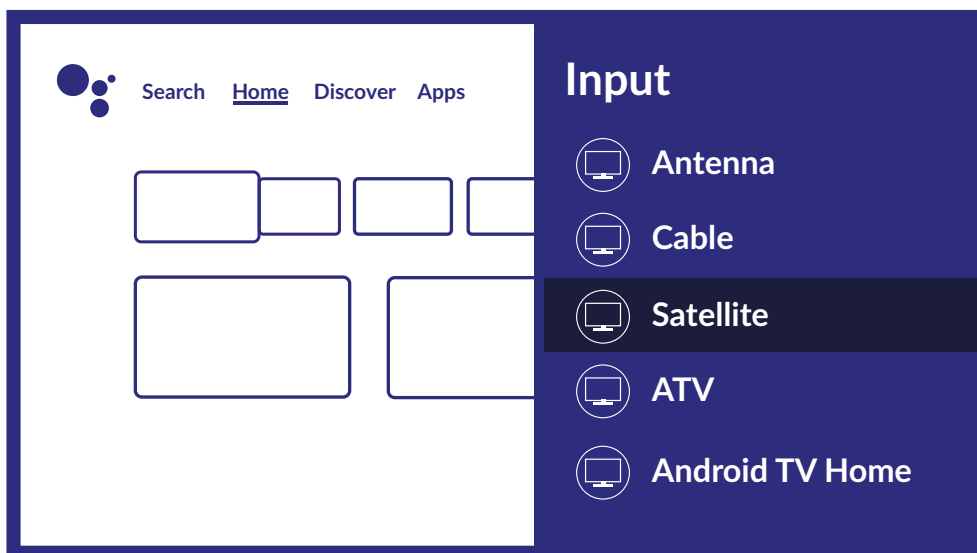 Search Home Discover Apps
Input
Antenna
Cable
Satellite
ATV
Android TV Home